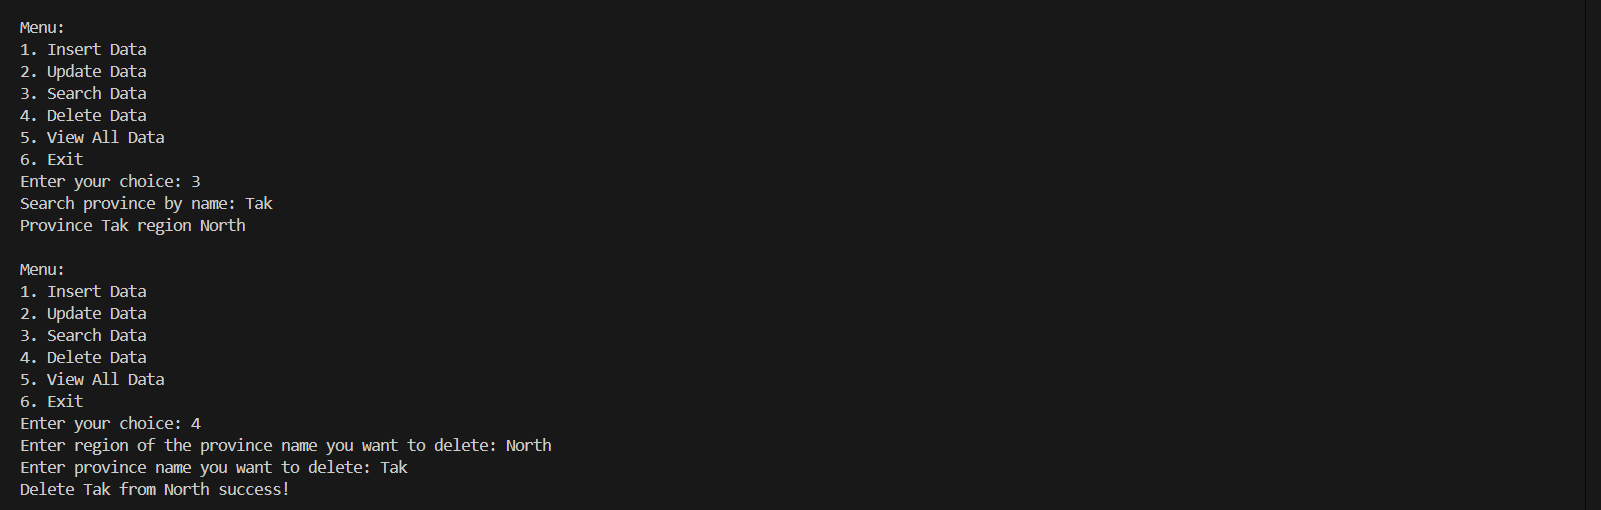 Menu:
1. Insert Data
2. Update Data
3. Search Data
4. Delete Data
5. View All Data
6. Exit
Enter your choice: 3
Search province by name: Tak
Province Tak region North
Menu:
1. Insert Data
2. Update Data
3. Search Data
4. Delete Data
5. View All Data
6. Exit
Enter your choice: 4
Enter region of the province name you want to delete: North
Enter province name you want to delete: Tak
Delete Tak from North success!